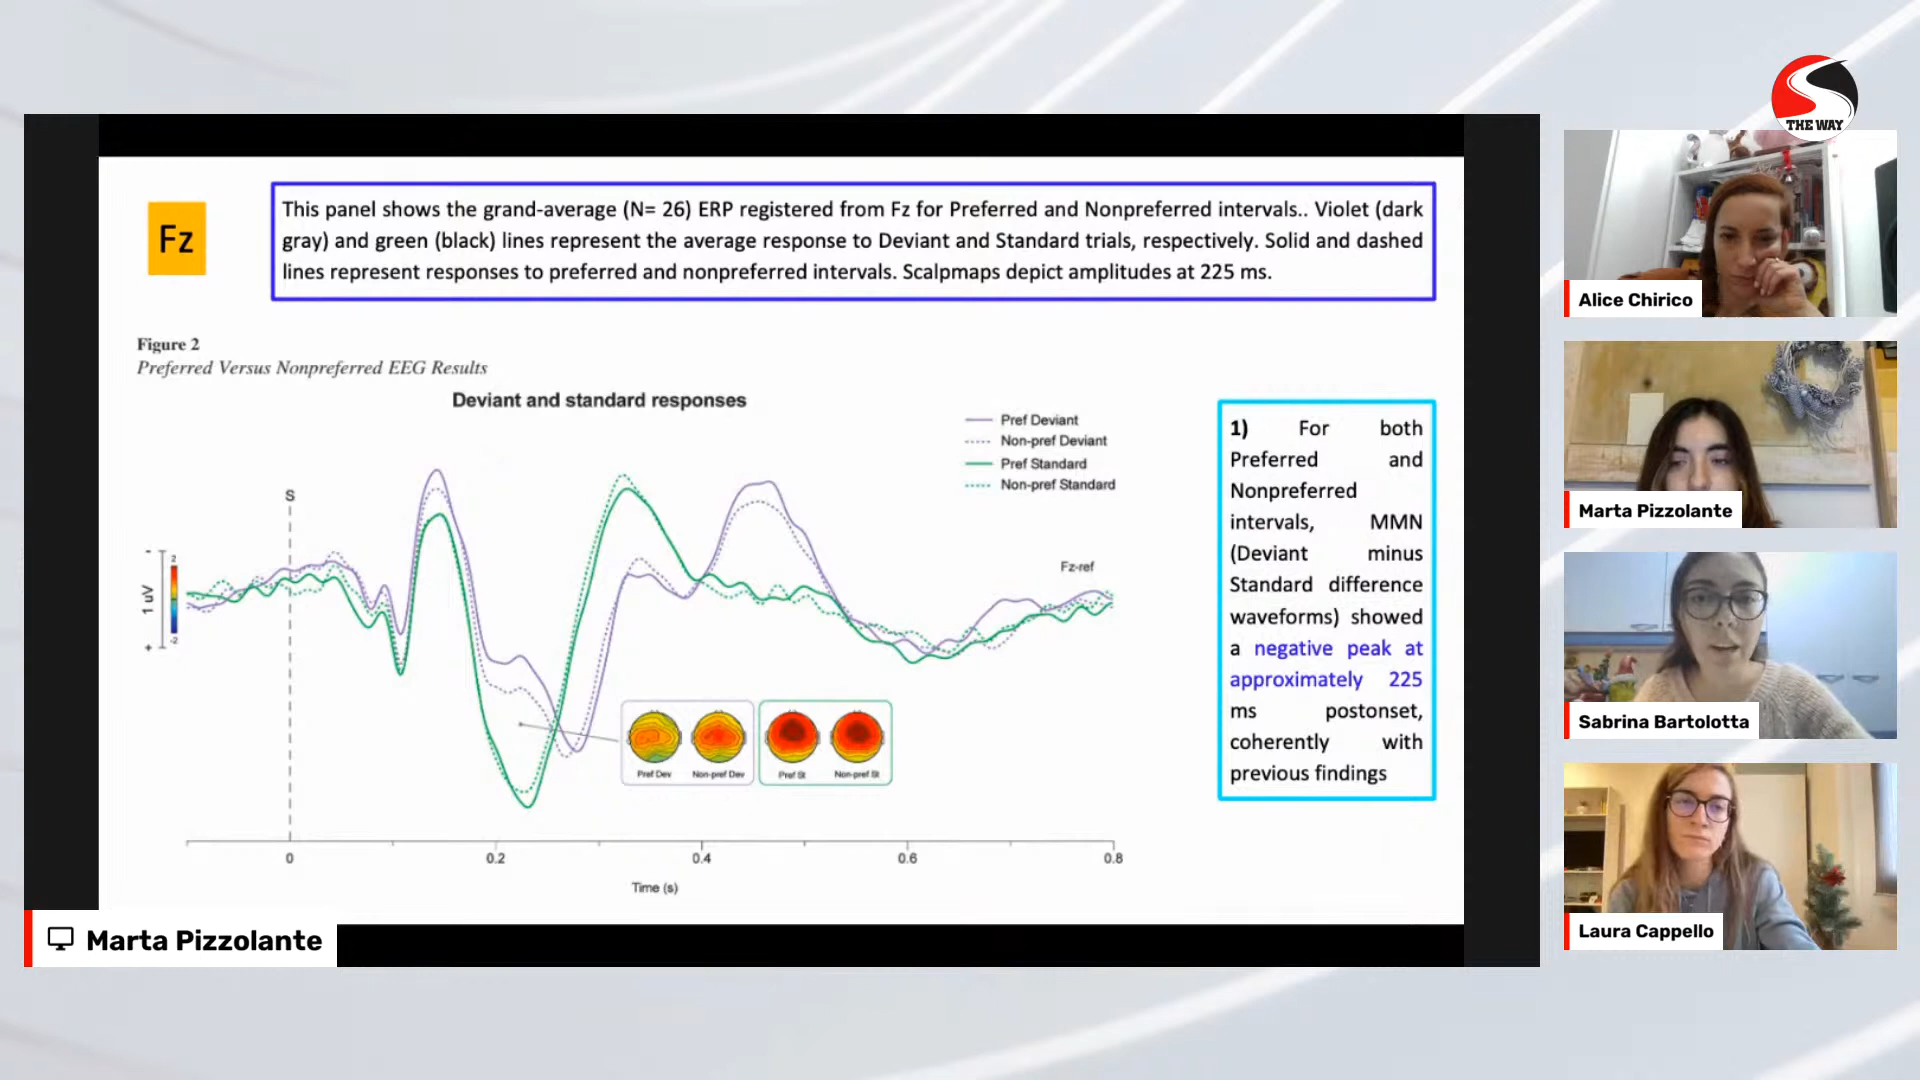 THE WAY
Fz
This panel shows the grand-average (N= 26) ERP registered from Fz for Preferred and Nonpreferred intervals.. Violet (dark
gray) and green (black) lines represent the average response to Deviant and Standard trials, respectively. Solid and dashed
lines represent responses to preferred and nonpreferred intervals. Scalpmaps depict amplitudes at 225 ms.
Figure 2
Preferred Versus Nonpreferred EEG Results
Deviant and standard responses
Pref Deviant
Non-pref Deviant
Pref Standard
Non-pref Standard
S
-
1 uV
+
2
-2
Fz-ref
Pref Dev
Non-pref Dev
Pref St
Non-pref St
0
0.2
0.4
0.6
0.8
Time (s)
1) For both
Preferred and
Nonpreferred
intervals, MMN
(Deviant minus
Standard difference
waveforms) showed
a negative peak at
approximately 225
ms postonset,
coherently with
previous findings
Marta Pizzolante
Alice Chirico
Marta Pizzolante
Sabrina Bartolotta
Laura Cappello